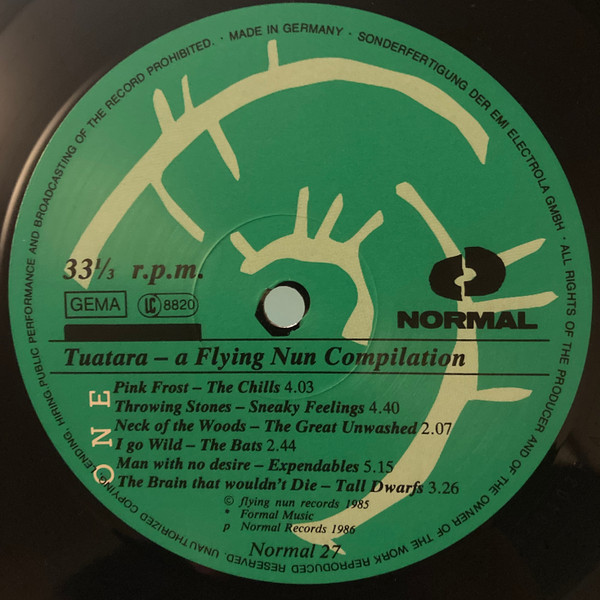 · MADE IN GERMANY · SONDERFERTIGUNG DER EMI ELECTROLA GMBH · ALL RIGHTS OF THE PRODUCER AND OF THE OWNER OF THE WORK REPRODUCED RESERVED. UNAUTHORIZED COPYING, LENDING, HIRING, PUBLIC PERFORMANCE AND BROADCASTING OF THE RECORD PROHIBITED.
33⅓ r.p.m.
GEMA LC 8820
NORMAL
Tuatara – a Flying Nun Compilation
ONE
Pink Frost – The Chills 4.03
Throwing Stones – Sneaky Feelings 4.40
Neck of the Woods – The Great Unwashed 2.07
I go Wild – The Bats 2.44
Man with no desire – Expendables 5.15
The Brain that wouldn't Die – Tall Dwarfs 3.26
© flying nun records 1985
* Formal Music
p Normal Records 1986
Normal 27